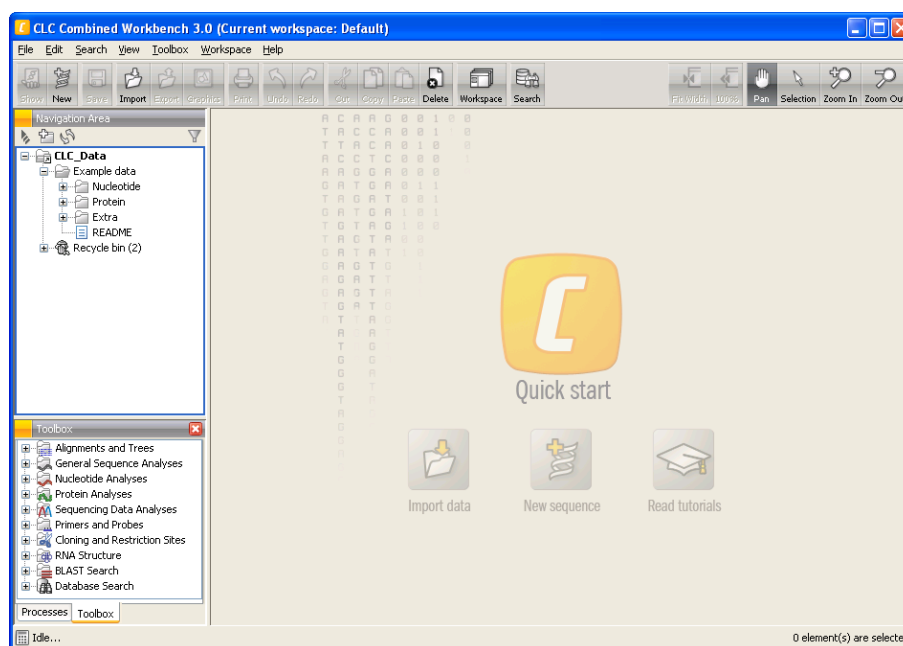 CLC Combined Workbench 3.0 (Current workspace: Default)
File Edit Search View Toolbox Workspace Help
Show New Save Import Export Graphics Print Undo Redo Cut Copy Paste Delete Workspace Search Fit Width 100% Pan Selection Zoom In Zoom Out
Navigation Area
CLC_Data
Example data
Nucleotide
Protein
Extra
README
Recycle bin (2)
Quick start
Import data New sequence Read tutorials
Toolbox
Alignments and Trees
General Sequence Analyses
Nucleotide Analyses
Protein Analyses
Sequencing Data Analyses
Primers and Probes
Cloning and Restriction Sites
RNA Structure
BLAST Search
Database Search
Processes Toolbox
Idle... 0 element(s) are selecte